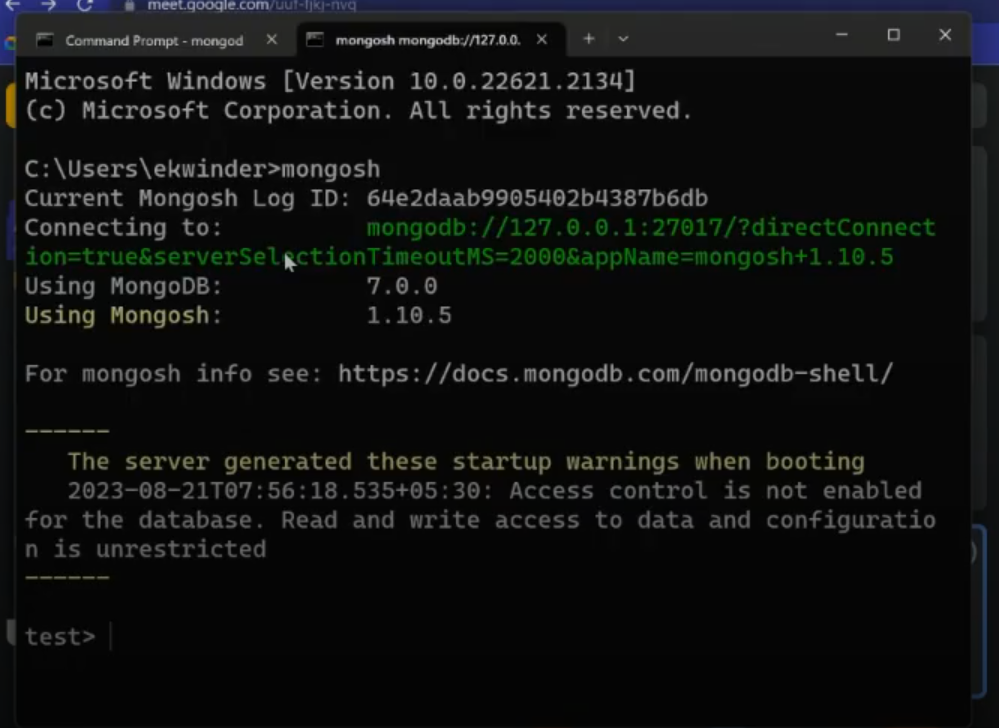 meet.google.com/uuf-fjkj-nvq
Command Prompt - mongod
mongosh mongodb://127.0.0.
Microsoft Windows [Version 10.0.22621.2134]
(c) Microsoft Corporation. All rights reserved.
C:\Users\ekwinder>mongosh
Current Mongosh Log ID: 64e2daab9905402b4387b6db
Connecting to: mongodb://127.0.0.1:27017/?directConnect
ion=true&serverSelectionTimeoutMS=2000&appName=mongosh+1.10.5
Using MongoDB: 7.0.0
Using Mongosh: 1.10.5
For mongosh info see: https://docs.mongodb.com/mongodb-shell/
------
The server generated these startup warnings when booting
2023-08-21T07:56:18.535+05:30: Access control is not enabled
for the database. Read and write access to data and configuratio
n is unrestricted
------
test>